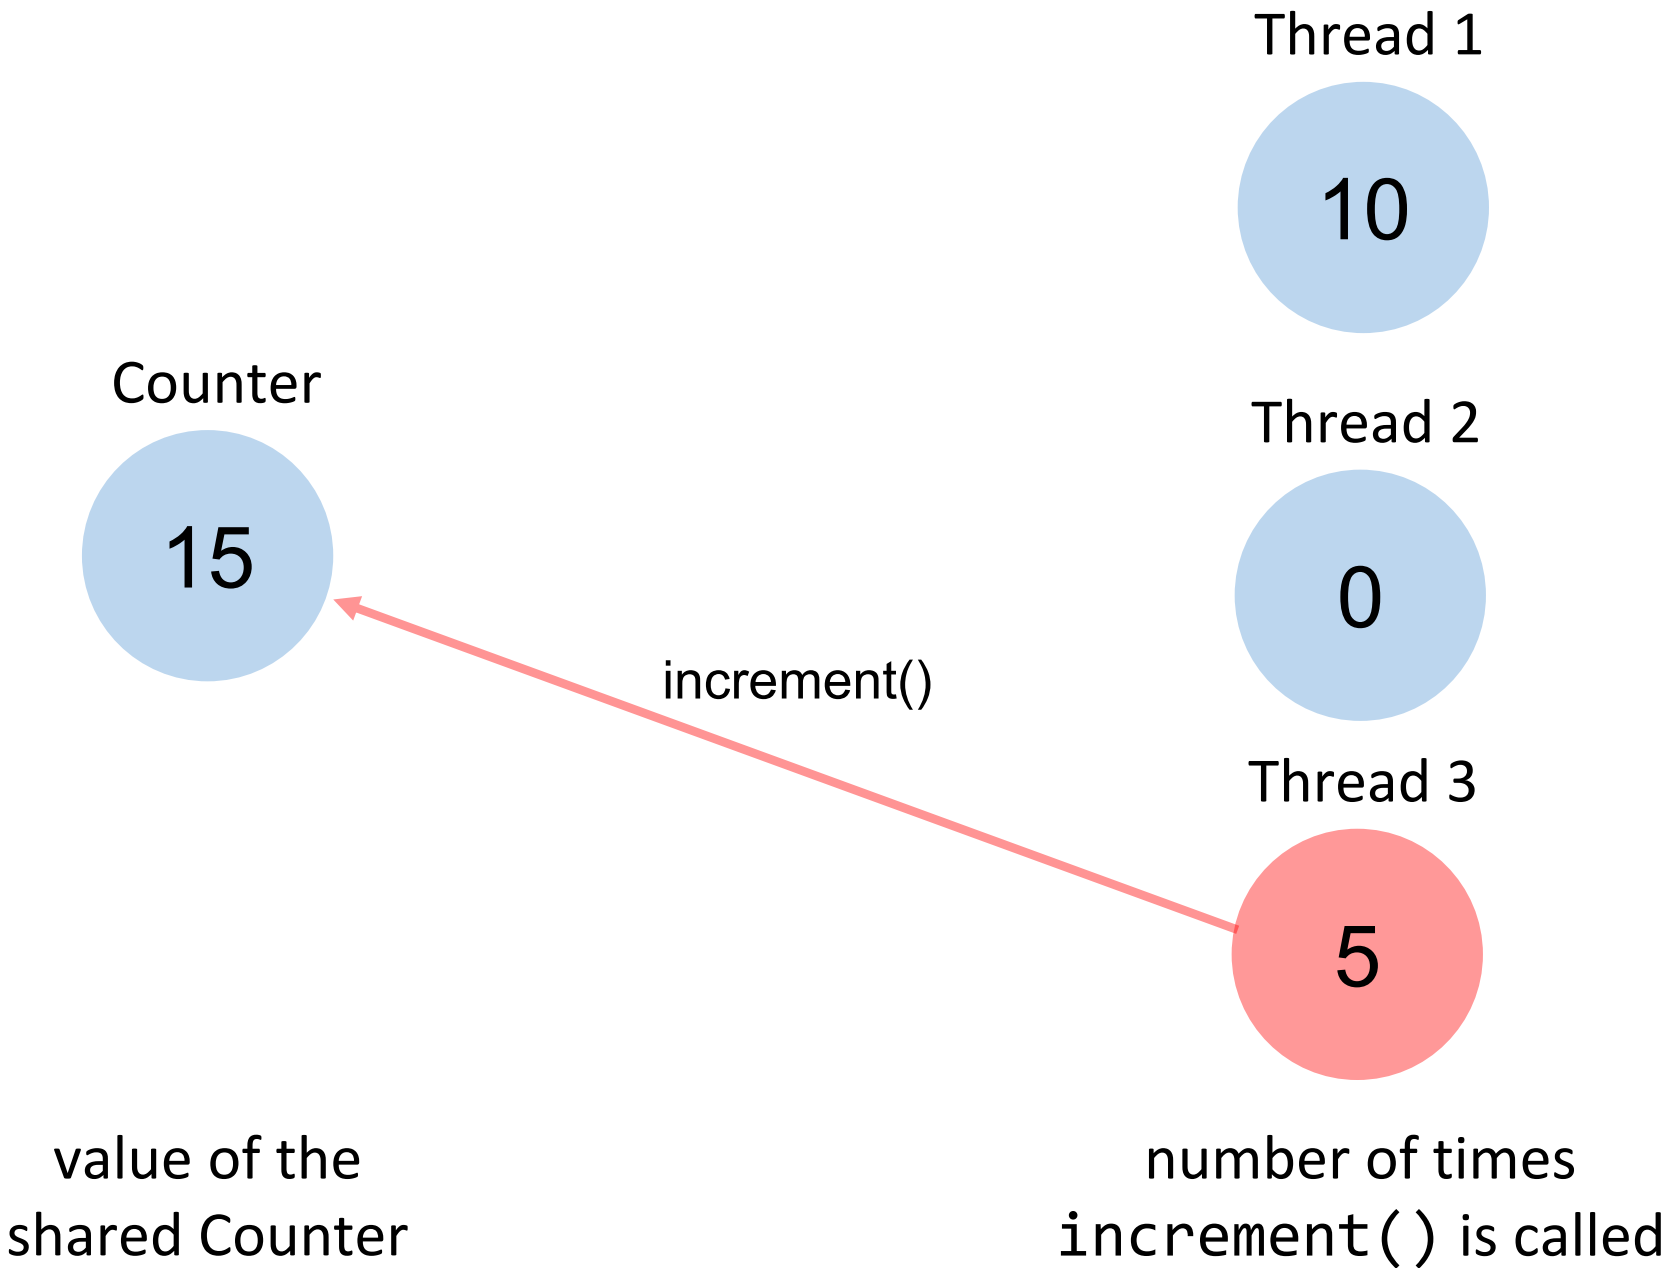 Thread 1
10
Counter
15
Thread 2
0
increment()
Thread 3
5
value of the
shared Counter
number of times
increment() is called